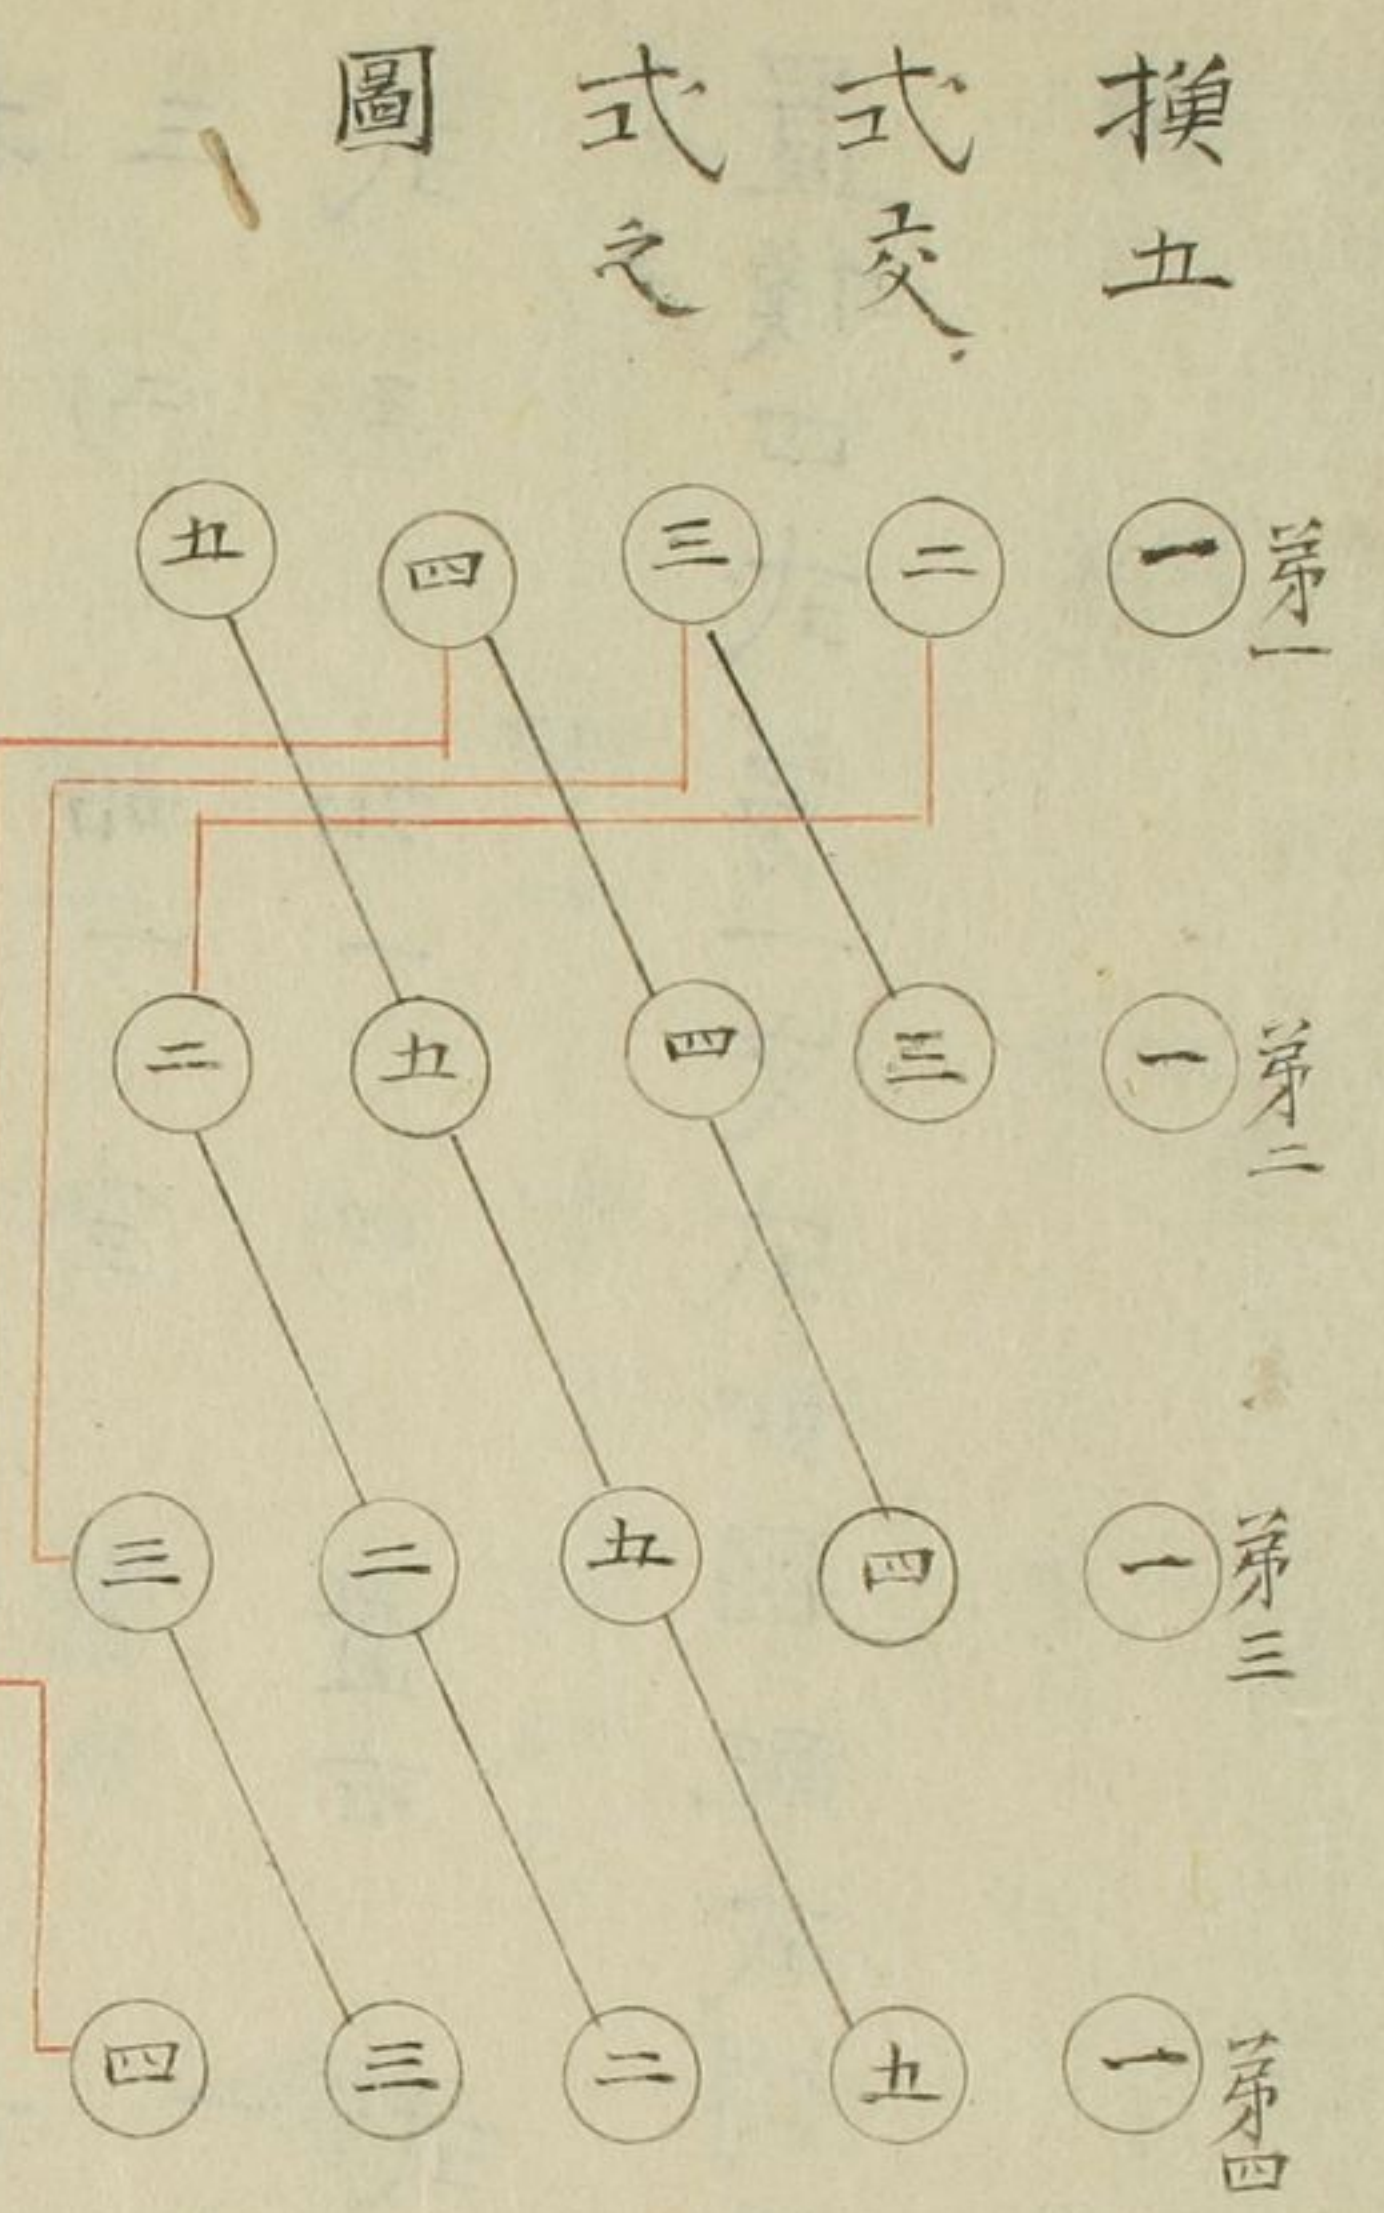 換五
式交
式之
圖
第一
一 二 三 四 五
第二
一 三 四 五 二
第三
一 四 五 二 三
第四
一 五 二 三 四